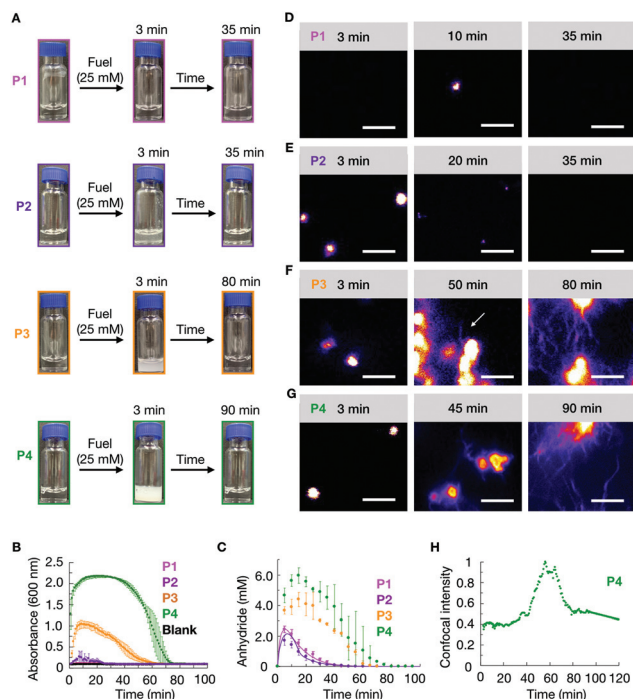 A
P1
Fuel
(25 mM)
3 min
Time
35 min
P2
Fuel
(25 mM)
3 min
Time
35 min
P3
Fuel
(25 mM)
3 min
Time
80 min
P4
Fuel
(25 mM)
3 min
Time
90 min
D
P1 3 min 10 min 35 min
E
P2 3 min 20 min 35 min
F
P3 3 min 50 min 80 min
G
P4 3 min 45 min 90 min
B
Absorbance (600 nm)
2.5
2.0
1.5
1.0
0.5
0
P1
P2
P3
P4
Blank
0 20 40 60 80 100
Time (min)
C
Anhydride (mM)
6.0
4.0
2.0
0
P1
P2
P3
P4
0 20 40 60 80 100
Time (min)
H
Confocal intensity
1
0.8
0.6
0.4
0.2
0
P4
0 20 40 60 80 100 120
Time (min)